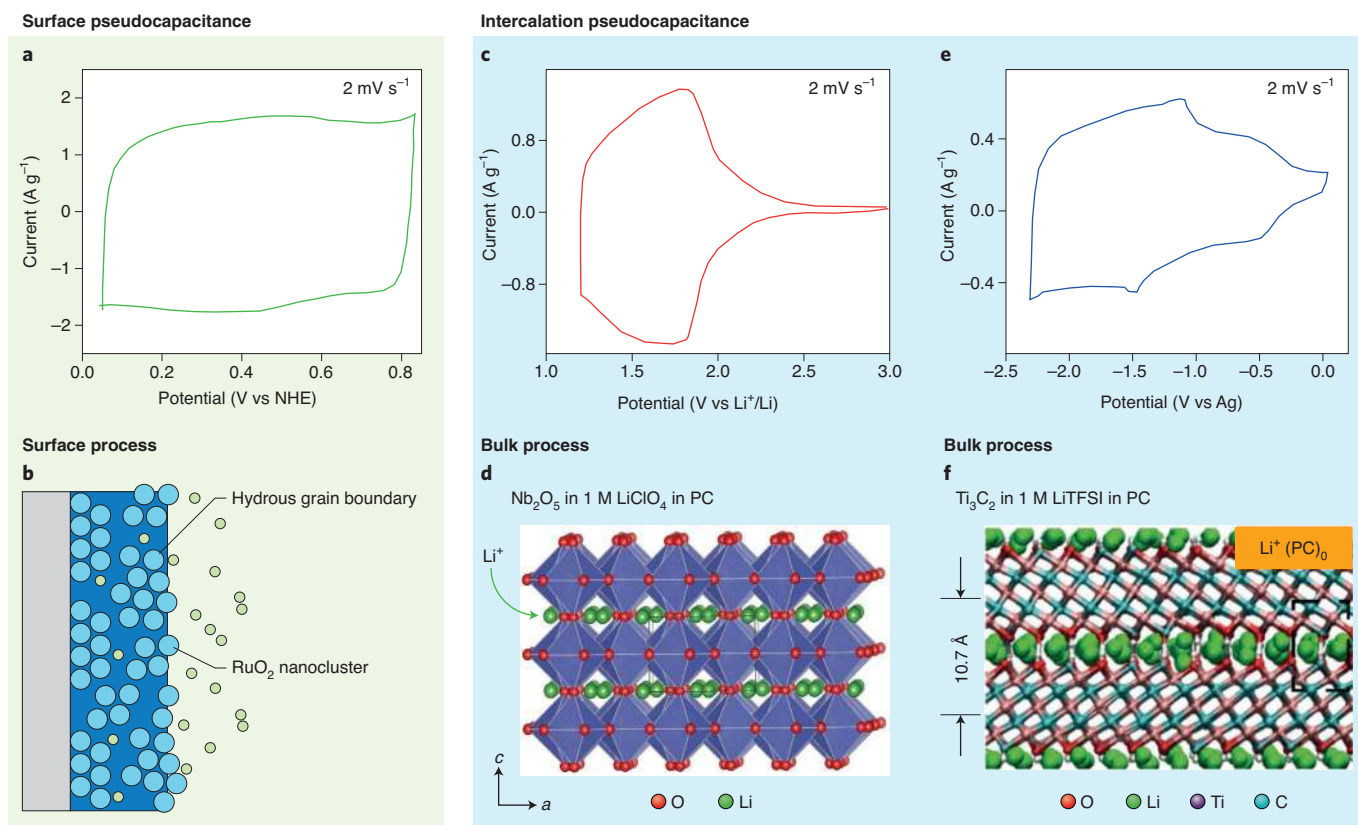 Surface pseudocapacitance
Intercalation pseudocapacitance
a
2 mV s⁻¹
2
1
0
−1
−2
Current (A g⁻¹)
0.0 0.2 0.4 0.6 0.8
Potential (V vs NHE)
c
2 mV s⁻¹
0.8
0.0
−0.8
Current (A g⁻¹)
1.0 1.5 2.0 2.5 3.0
Potential (V vs Li⁺/Li)
e
2 mV s⁻¹
0.4
0.0
−0.4
Current (A g⁻¹)
−2.5 −2.0 −1.5 −1.0 −0.5 0.0
Potential (V vs Ag)
Surface process
b
Hydrous grain boundary
RuO₂ nanocluster
Bulk process
d
Nb₂O₅ in 1 M LiClO₄ in PC
Li⁺
c
a
O Li
Bulk process
f
Ti₃C₂ in 1 M LiTFSI in PC
Li⁺ (PC)₀
10.7 Å
O Li Ti C